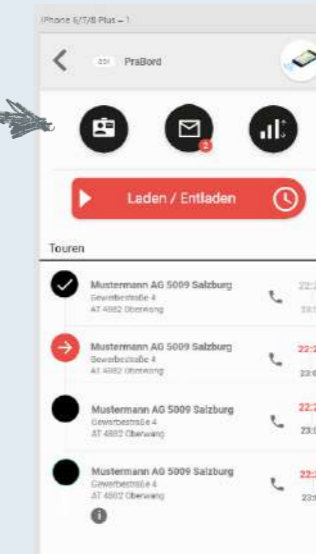 iPhone 6/7/8 Plus – 1
PraBord
2
Laden / Entladen
Touren
Mustermann AG 5009 Salzburg
Gewerbestraße 4
AT 4882 Oberwang
Mustermann AG 5009 Salzburg
Gewerbestraße 4
AT 4882 Oberwang
Mustermann AG 5009 Salzburg
Gewerbestraße 4
AT 4882 Oberwang
Mustermann AG 5009 Salzburg
Gewerbestraße 4
AT 4882 Oberwang